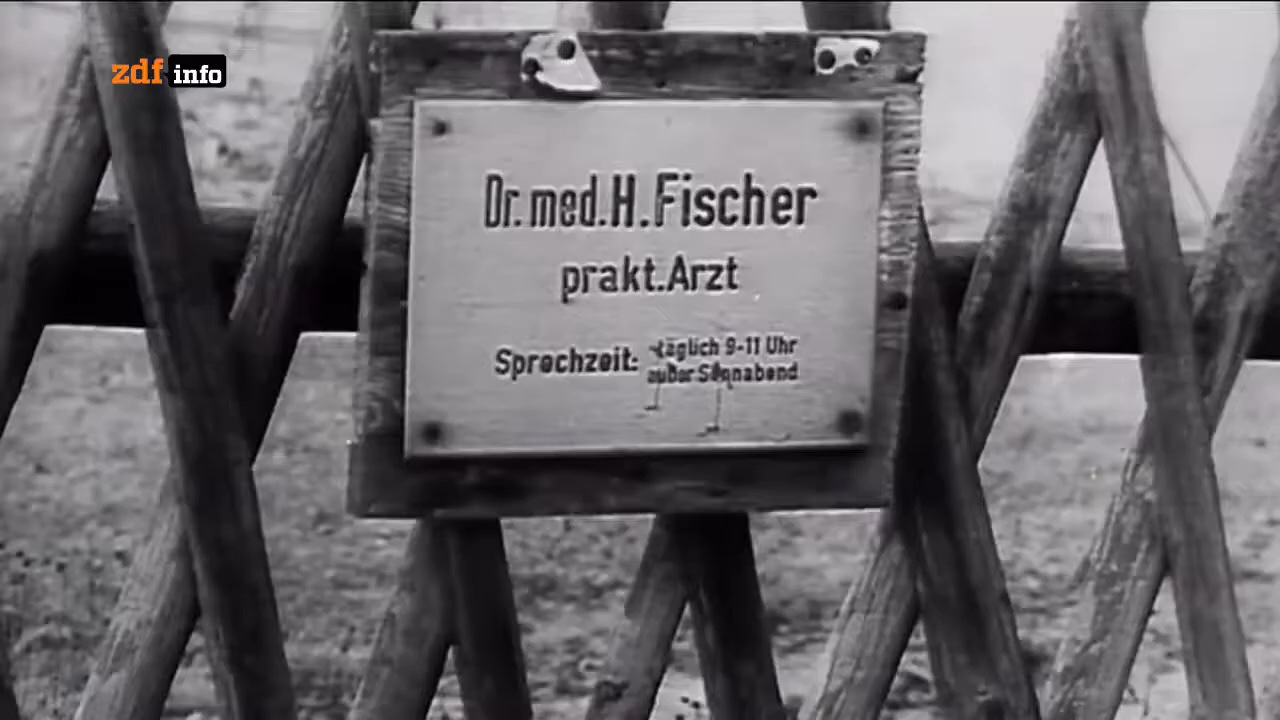 zdf info
Dr. med. H. Fischer
prakt. Arzt
Sprechzeit: täglich 9-11 Uhr
außer Sonnabend